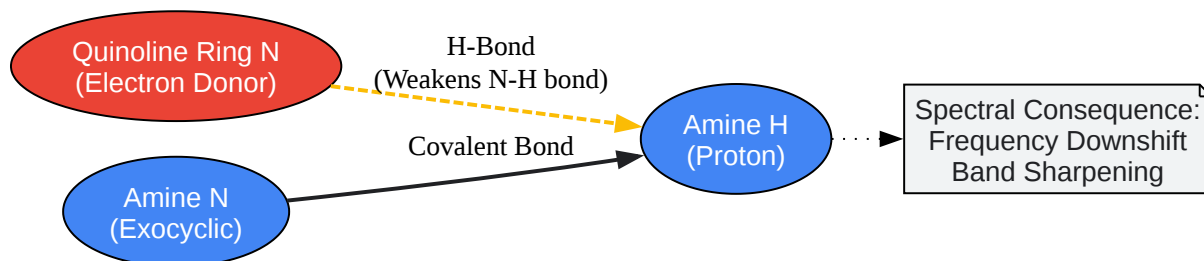 Quinoline Ring N
(Electron Donor)
H-Bond
(Weakens N-H bond)
Covalent Bond
Amine N
(Exocyclic)
Amine H
(Proton)
Spectral Consequence:
Frequency Downshift
Band Sharpening